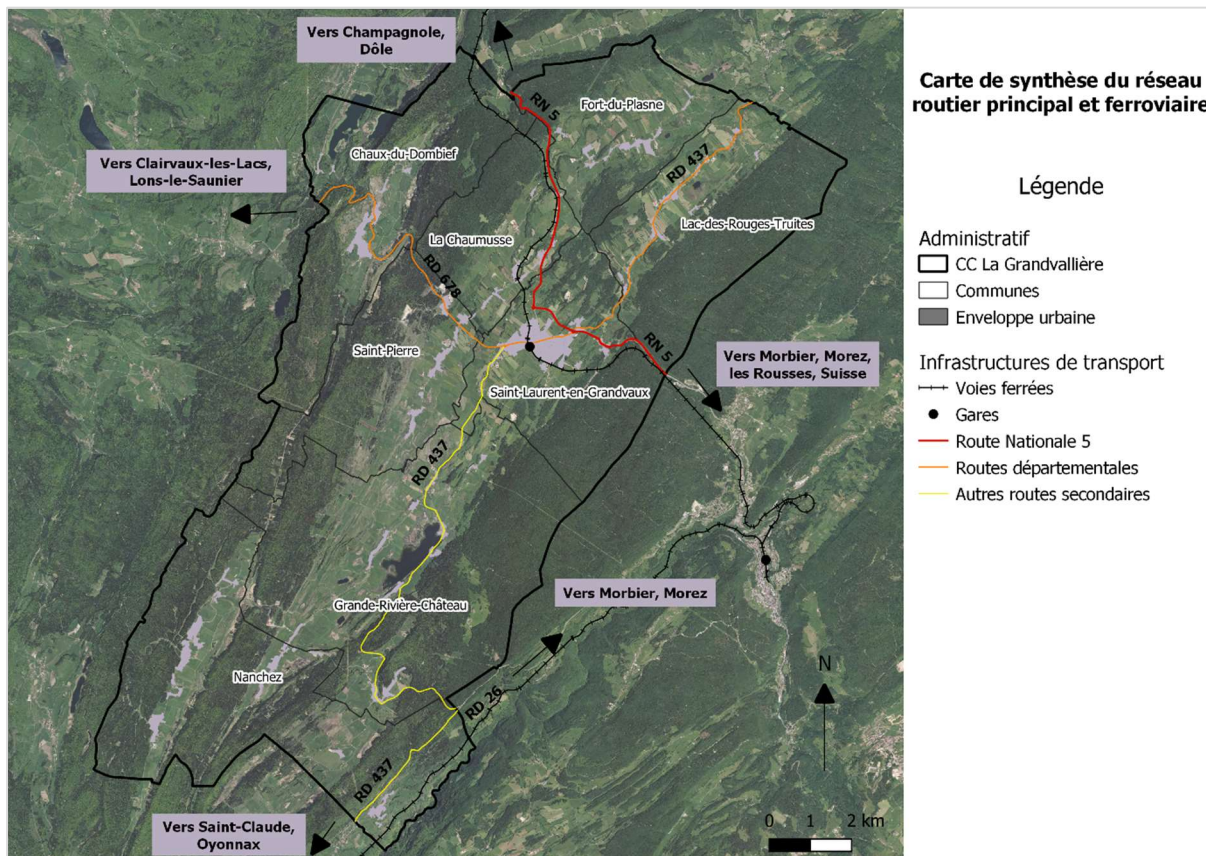 Vers Champagnole,
Dôle
RN 5
Fort-du-Plasne
Chaux-du-Dombief
Vers Clairvaux-les-Lacs,
Lons-le-Saunier
RD 437
Lac-des-Rouges-Truites
La Chaumusse
RD 678
Saint-Pierre
RN 5
Vers Morbier, Morez,
les Rousses, Suisse
Saint-Laurent-en-Grandvaux
RD 437
Vers Morbier, Morez
Grande-Rivière-Château
Nanchez
RD 26
RD 437
Vers Saint-Claude,
Oyonnax
N
0 1 2 km
Carte de synthèse du réseau
routier principal et ferroviaire
Légende
Administratif
CC La Grandvallière
Communes
Enveloppe urbaine
Infrastructures de transport
Voies ferrées
Gares
Route Nationale 5
Routes départementales
Autres routes secondaires